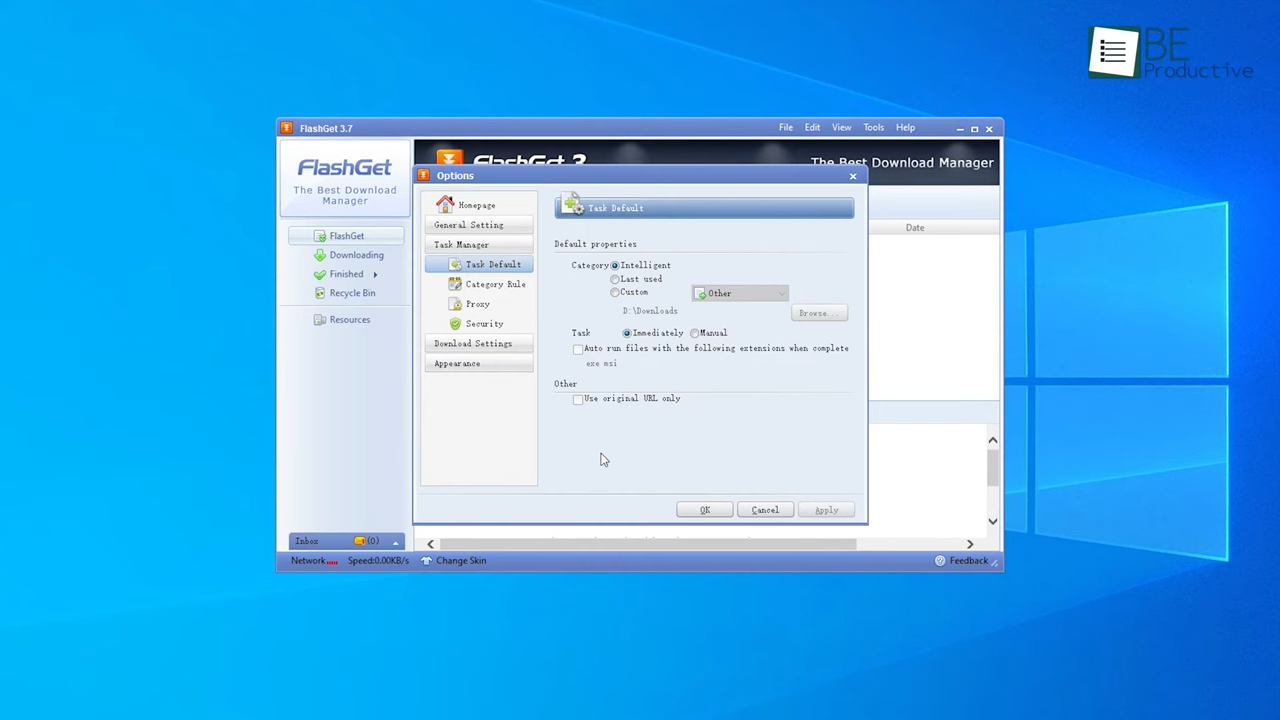 BE
Productive
FlashGet 3.7
File Edit View Tools Help
FlashGet
The Best Download
Manager
FlashGet 3
The Best Download Manager
Options
Homepage
General Setting
Task Manager
Task Default
Category Rule
Proxy
Security
Download Settings
Appearance
Task Default
Default properties
Category Intelligent
Last used
Custom Other
D:\Downloads Browse...
Task Immediately Manual
Auto run files with the following extensions when complete
exe msi
Other
Use original URL only
OK Cancel Apply
Date
FlashGet
Downloading
Finished
Recycle Bin
Resources
Inbox (0)
Network Speed:0.00KB/s Change Skin Feedback